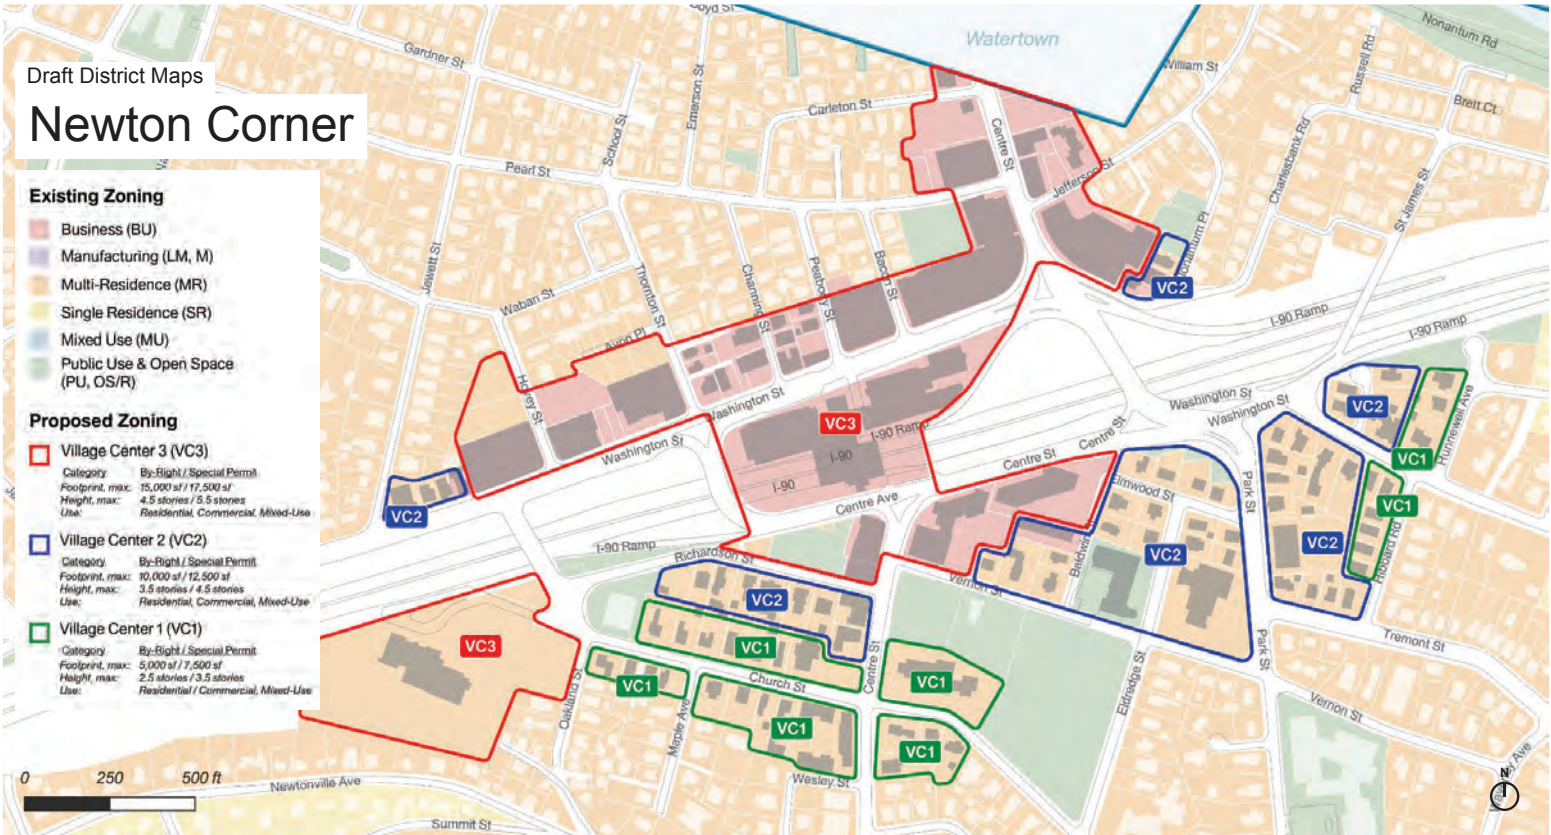 Draft District Maps
Newton Corner
Existing Zoning
Business (BU)
Manufacturing (LM, M)
Multi-Residence (MR)
Single Residence (SR)
Mixed Use (MU)
Public Use & Open Space
(PU, OS/R)
Proposed Zoning
Village Center 3 (VC3)
Category By-Right / Special Permit
Footprint, max: 15,000 sf / 17,500 sf
Height, max: 4.5 stories / 5.5 stories
Use: Residential, Commercial, Mixed-Use
Village Center 2 (VC2)
Category By-Right / Special Permit
Footprint, max: 10,000 sf / 12,500 sf
Height, max: 3.5 stories / 4.5 stories
Use: Residential, Commercial, Mixed-Use
Village Center 1 (VC1)
Category By-Right / Special Permit
Footprint, max: 5,000 sf / 7,500 sf
Height, max: 2.5 stories / 3.5 stories
Use: Residential / Commercial, Mixed-Use
0 250 500 ft
Watertown
Nonantum Rd
Gardner St
William St
Russell Rd
Brett Ct
Emerson St
Carleton St
School St
Centre St
Charlesbank Rd
Pearl St
Jefferson St
St James St
Jewett St
Waban St
Thornton St
Channing St
Peabody St
Bacon St
VC2
I-90 Ramp
I-90 Ramp
Avon Pl
Hovey St
Washington St
Washington St
Washington St
VC2
Hunnewell Ave
VC3
I-90 Ramp
Centre St
Washington St
I-90
Centre St
VC1
I-90
Elmwood St
Park St
VC1
VC2
Centre Ave
VC2
VC2
Hibbard Rd
I-90 Ramp
Richardson St
Vernon St
VC2
VC3
VC1
Tremont St
Park St
VC1
Church St
VC1
Centre St
Eldredge St
Oakland St
Maple Ave
VC1
VC1
Vernon St
Wesley St
Newtonville Ave
Summit St
N